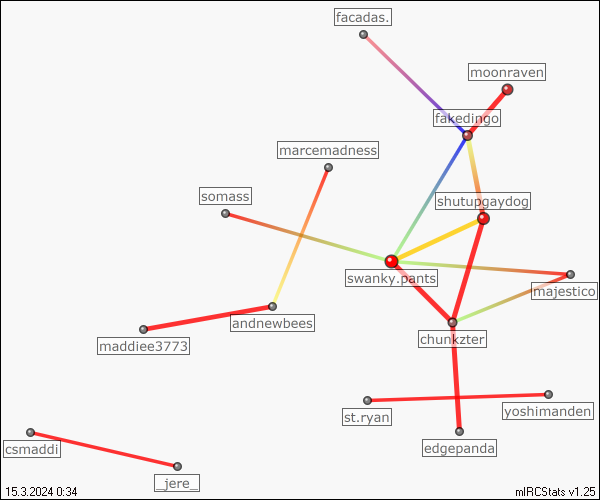 facadas.
moonraven
fakedingo
marcemadness
somass
shutupgaydog
swanky.pants
majestico
andnewbees
chunkzter
maddiee3773
st.ryan
yoshimanden
csmaddi
edgepanda
_jere_
15.3.2024 0:34
mIRCStats v1.25